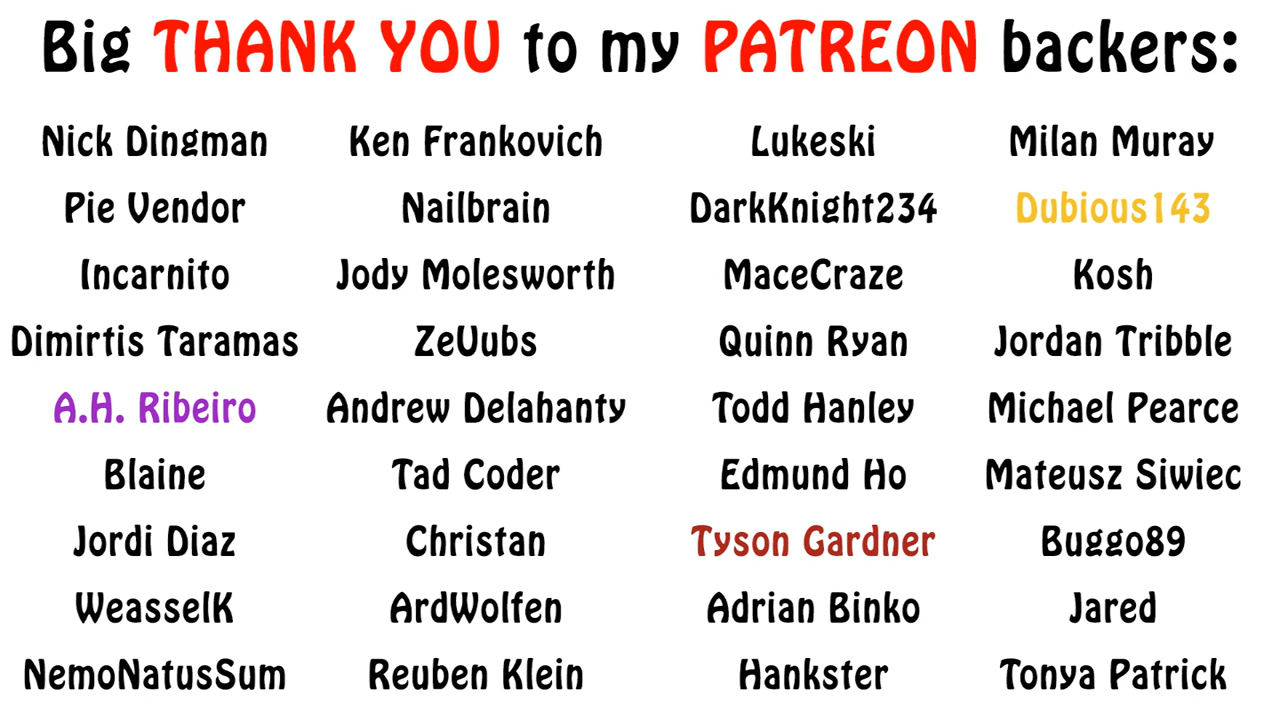 Big THANK YOU to my PATREON backers:
Nick Dingman Ken Frankovich Lukeski Milan Muray
Pie Vendor Nailbrain DarkKnight234 Dubious143
Incarnito Jody Molesworth MaceCraze Kosh
Dimirtis Taramas ZeVubs Quinn Ryan Jordan Tribble
A.H. Ribeiro Andrew Delahanty Todd Hanley Michael Pearce
Blaine Tad Coder Edmund Ho Mateusz Siwiec
Jordi Diaz Christan Tyson Gardner Buggo89
WeasselK ArdWolfen Adrian Binko Jared
NemoNatusSum Reuben Klein Hankster Tonya Patrick